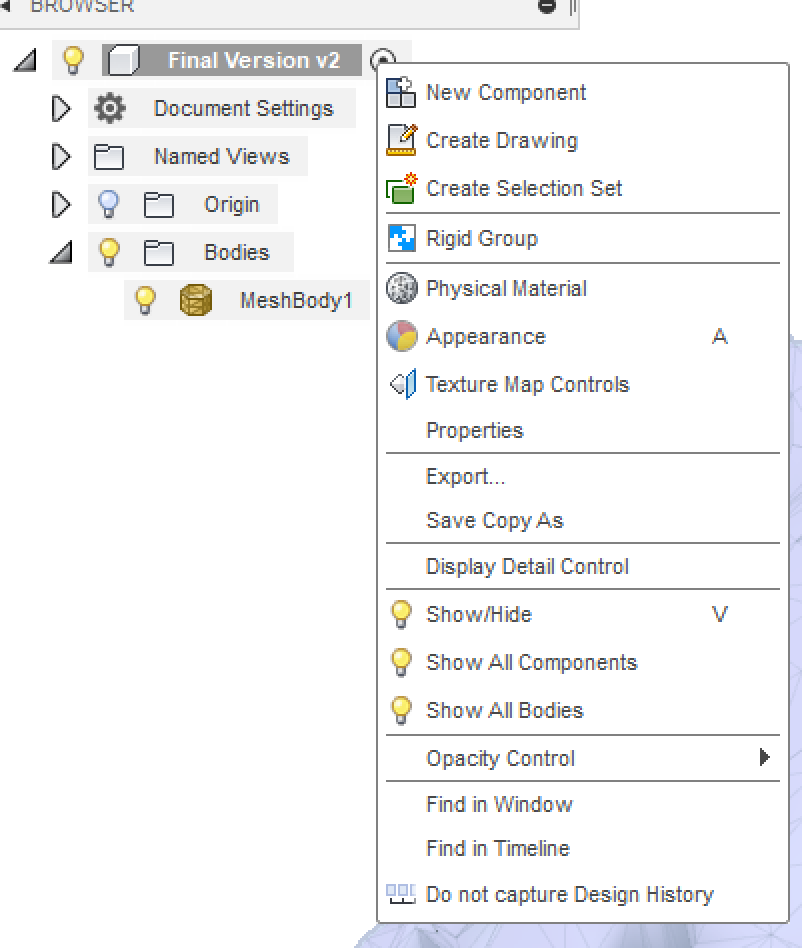 BROWSER
Final Version v2
Document Settings
Named Views
Origin
Bodies
MeshBody1
New Component
Create Drawing
Create Selection Set
Rigid Group
Physical Material
Appearance A
Texture Map Controls
Properties
Export...
Save Copy As
Display Detail Control
Show/Hide V
Show All Components
Show All Bodies
Opacity Control
Find in Window
Find in Timeline
Do not capture Design History